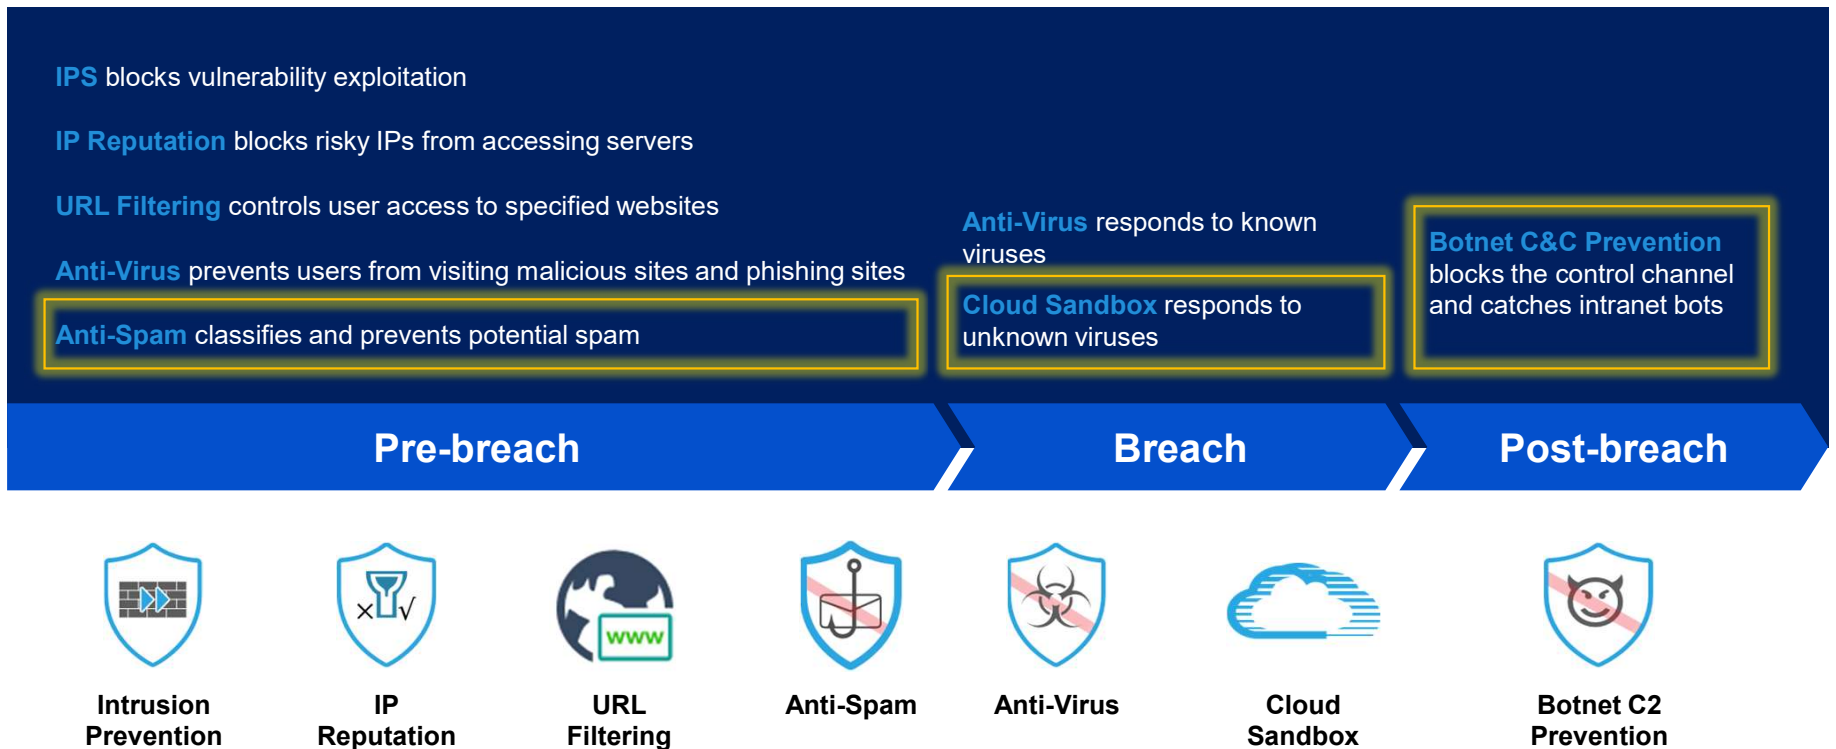 IPS blocks vulnerability exploitation
IP Reputation blocks risky IPs from accessing servers
URL Filtering controls user access to specified websites
Anti-Virus prevents users from visiting malicious sites and phishing sites
Anti-Spam classifies and prevents potential spam
Anti-Virus responds to known
viruses
Cloud Sandbox responds to
unknown viruses
Botnet C&C Prevention
blocks the control channel
and catches intranet bots
Pre-breach
Breach
Post-breach
www
Intrusion
Prevention
IP
Reputation
URL
Filtering
Anti-Spam
Anti-Virus
Cloud
Sandbox
Botnet C2
Prevention